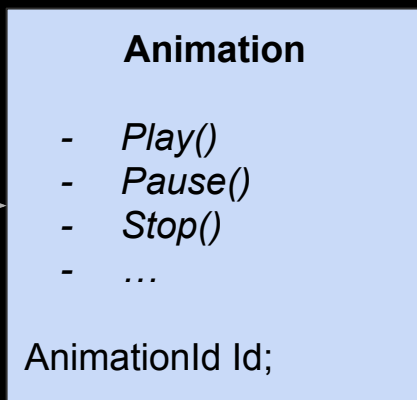 Animation
- Play()
- Pause()
- Stop()
- …
AnimationId Id;